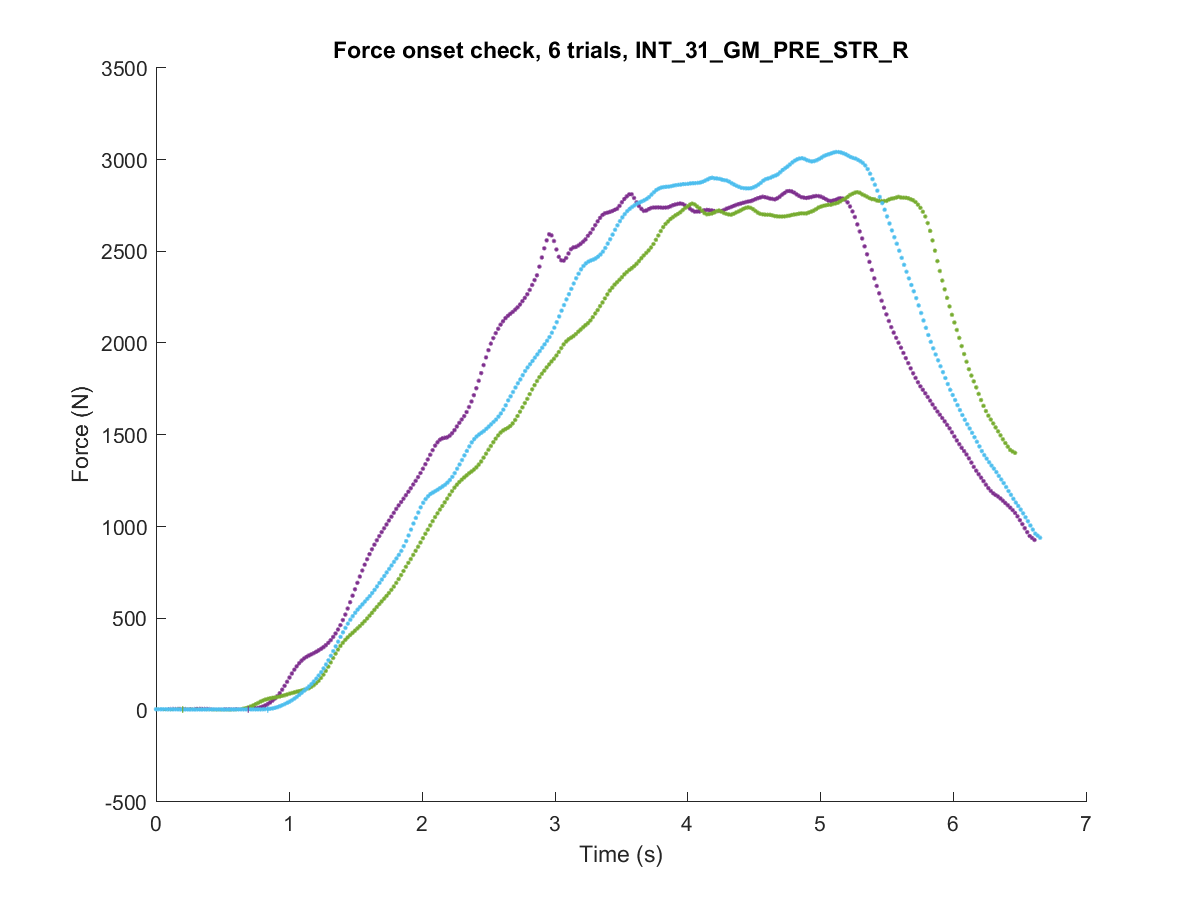 Force onset check, 6 trials, INT_31_GM_PRE_STR_R
3500
3000
2500
2000
1500
1000
500
0
-500
Force (N)
0 1 2 3 4 5 6 7
Time (s)